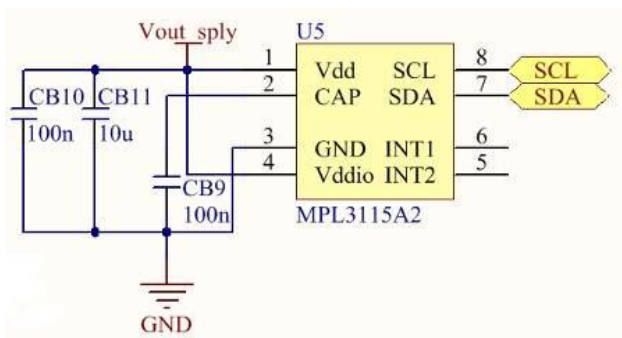 Vout_sply U5
1 Vdd SCL 8 SCL
2 CAP SDA 7 SDA
CB10 CB11
100n 10u
3 GND INT1 6
4 Vddio INT2 5
CB9
100n MPL3115A2
GND